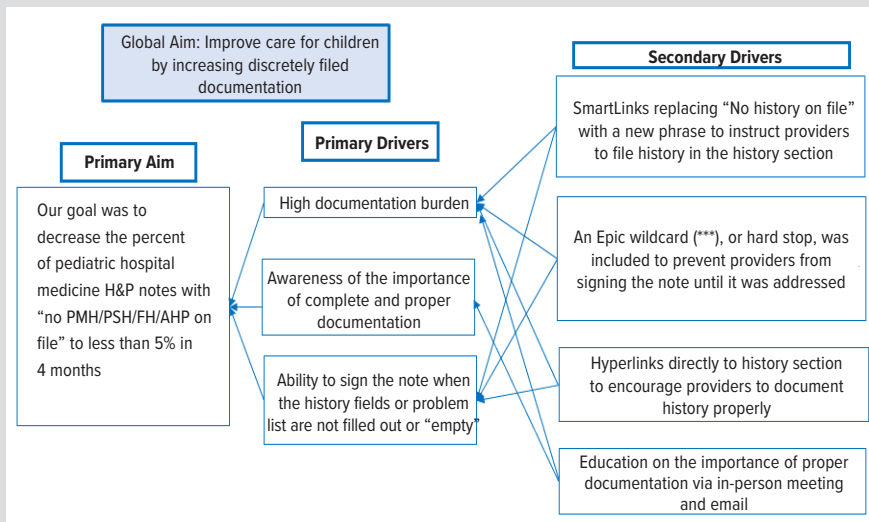 Global Aim: Improve care for children
by increasing discretely filed
documentation
Primary Aim
Our goal was to
decrease the percent
of pediatric hospital
medicine H&P notes with
“no PMH/PSH/FH/AHP on
file” to less than 5% in
4 months
Primary Drivers
High documentation burden
Awareness of the importance
of complete and proper
documentation
Ability to sign the note when
the history fields or problem
list are not filled out or “empty”
Secondary Drivers
SmartLinks replacing “No history on file”
with a new phrase to instruct providers
to file history in the history section
An Epic wildcard (***), or hard stop, was
included to prevent providers from
signing the note until it was addressed
Hyperlinks directly to history section
to encourage providers to document
history properly
Education on the importance of proper
documentation via in-person meeting
and email